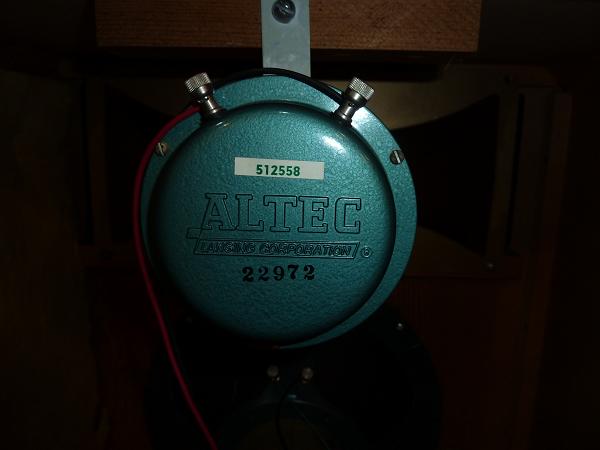 512558
ALTEC
LANSING CORPORATION ®
22972